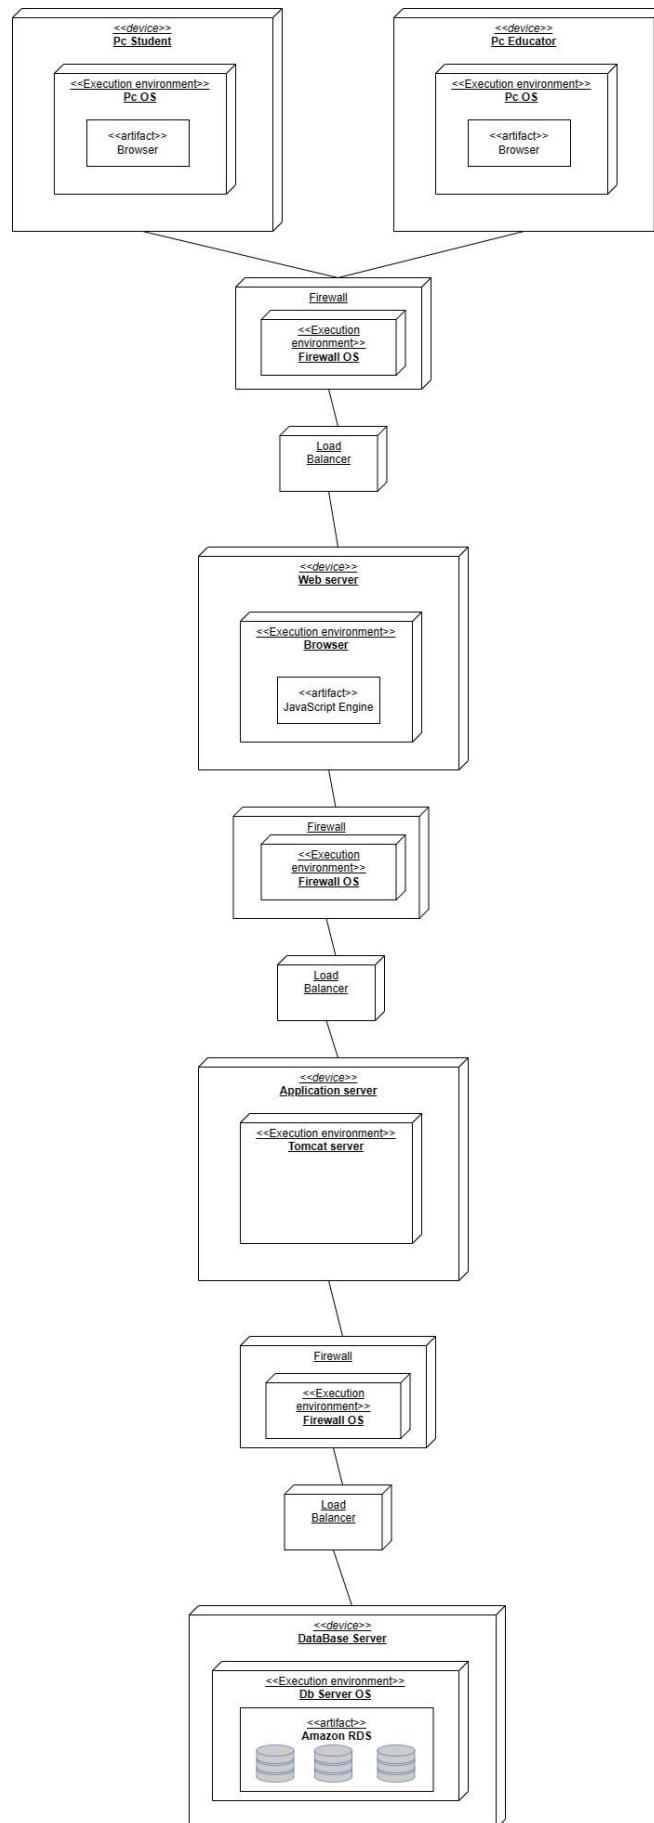 <<device>>
Pc Student
<<Execution environment>>
Pc OS
<<artifact>>
Browser
<<device>>
Pc Educator
<<Execution environment>>
Pc OS
<<artifact>>
Browser
Firewall
<<Execution
environment>>
Firewall OS
Load
Balancer
<<device>>
Web server
<<Execution environment>>
Browser
<<artifact>>
JavaScript Engine
Firewall
<<Execution
environment>>
Firewall OS
Load
Balancer
<<device>>
Application server
<<Execution environment>>
Tomcat server
Firewall
<<Execution
environment>>
Firewall OS
Load
Balancer
<<device>>
DataBase Server
<<Execution environment>>
Db Server OS
<<artifact>>
Amazon RDS